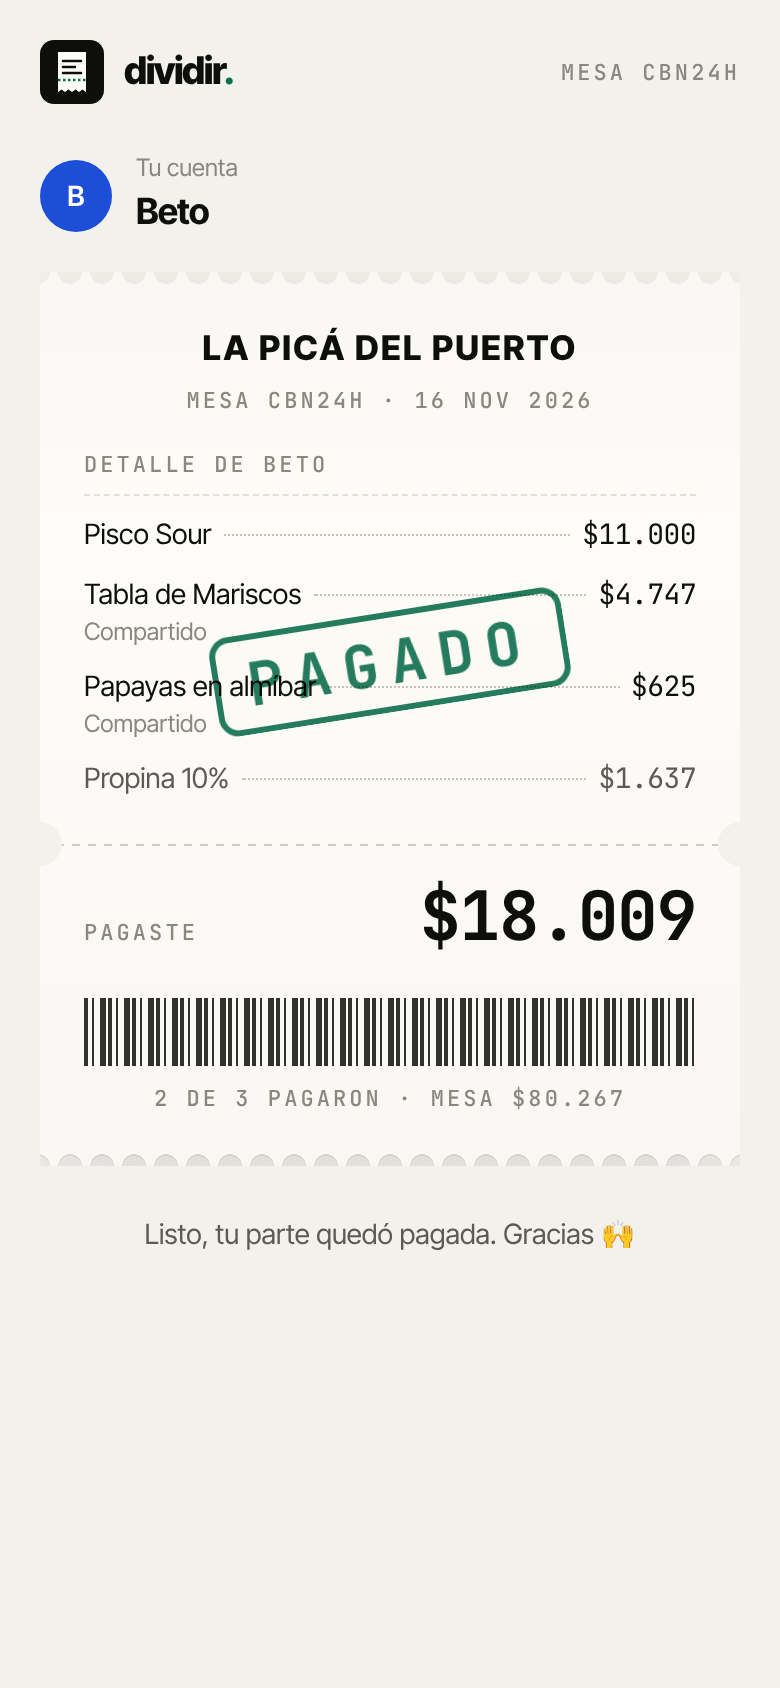 dividir.
MESA CBN24H
B
Tu cuenta
Beto
LA PICÁ DEL PUERTO
MESA CBN24H · 16 NOV 2026
DETALLE DE BETO
Pisco Sour $11.000
Tabla de Mariscos $4.747
Compartido
PAGADO
Papayas en almíbar $625
Compartido
Propina 10% $1.637
PAGASTE $18.009
2 DE 3 PAGARON · MESA $80.267
Listo, tu parte quedó pagada. Gracias 🙌